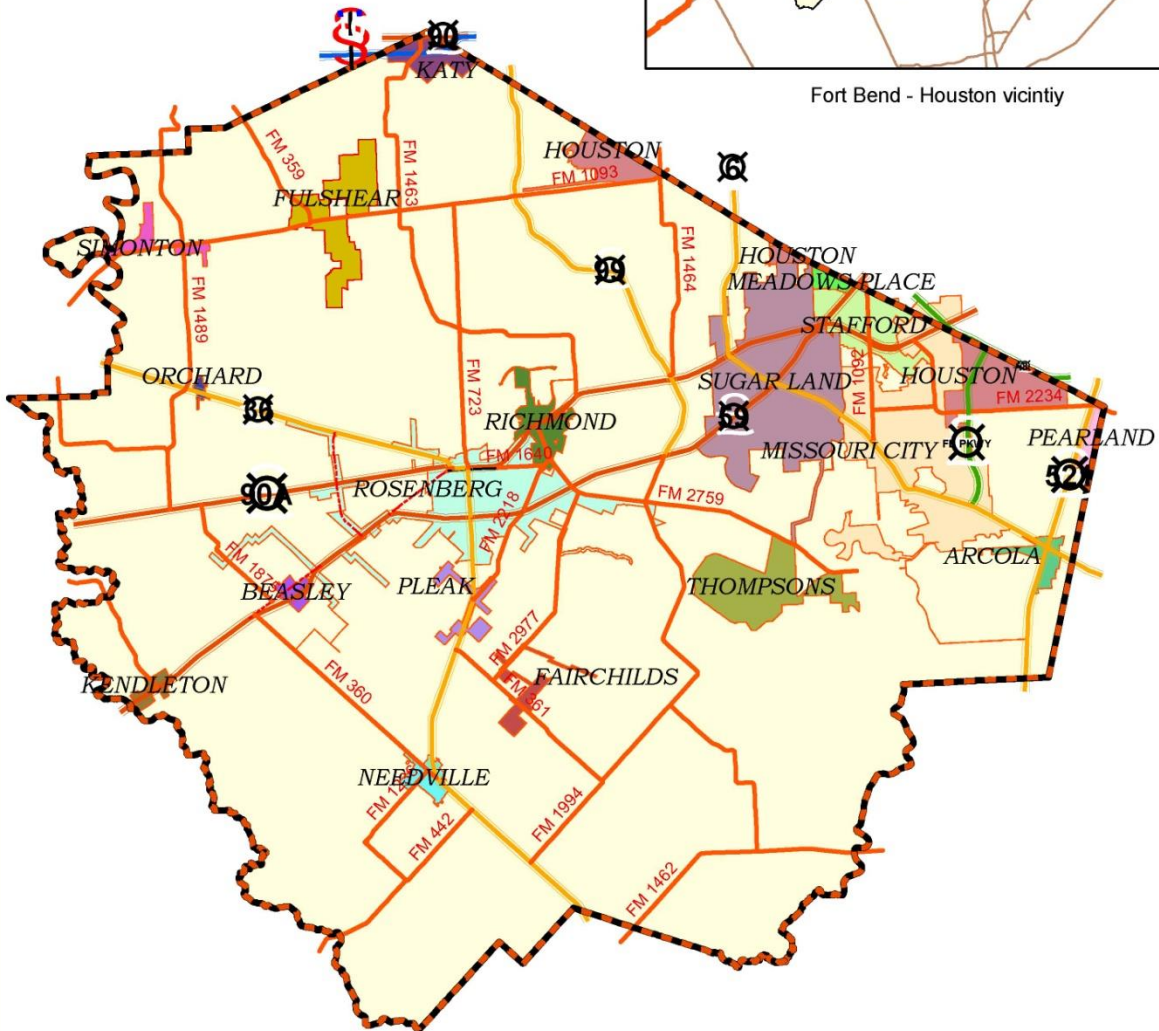 Fort Bend - Houston vicintiy
90
KATY
HOUSTON
6
FM 359
FM 1463
FM 1093
FULSHEAR
SIMONTON
99
FM 1464
HOUSTON
MEADOWS PLACE
STAFFORD
FM 1489
ORCHARD
36
FM 723
SUGAR LAND
FM 1092
HOUSTON
FM 2234
RICHMOND
59
MISSOURI CITY
PEARLAND
FM 1640
90A
ROSENBERG
FM 2218
FM 2759
ARCOLA
BEASLEY
PLEAK
THOMPSONS
FM 2977
KENDLETON
FM 360
FAIRCHILDS
FM 361
NEEDVILLE
FM 442
FM 1994
FM 1462